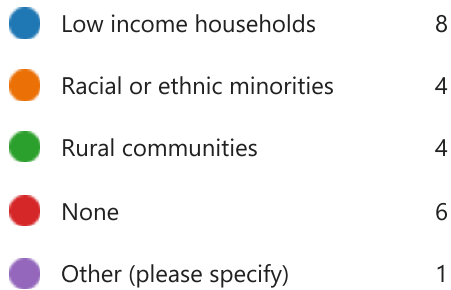 Low income households 8
Racial or ethnic minorities 4
Rural communities 4
None 6
Other (please specify) 1